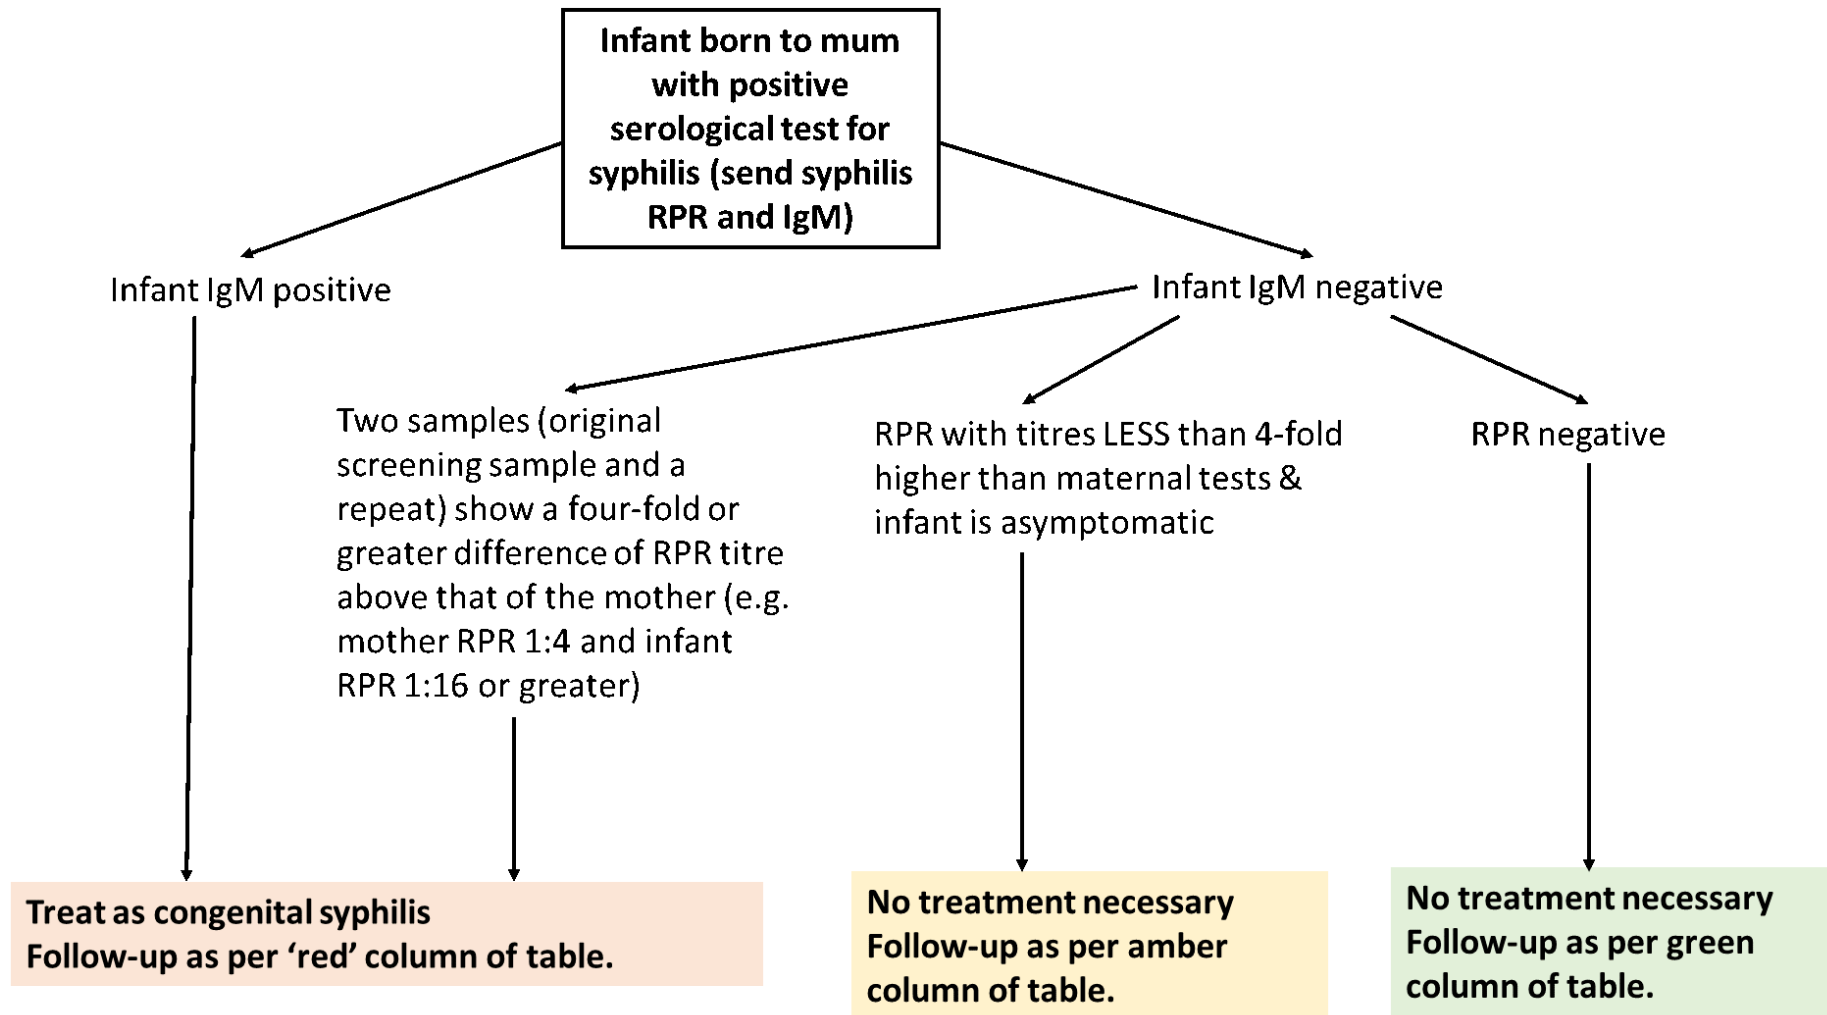 Infant born to mum
with positive
serological test for
syphilis (send syphilis
RPR and IgM)
Infant IgM positive
Infant IgM negative
Two samples (original
screening sample and a
repeat) show a four-fold or
greater difference of RPR titre
above that of the mother (e.g.
mother RPR 1:4 and infant
RPR 1:16 or greater)
RPR with titres LESS than 4-fold
higher than maternal tests &
infant is asymptomatic
RPR negative
Treat as congenital syphilis
Follow-up as per ‘red’ column of table.
No treatment necessary
Follow-up as per amber
column of table.
No treatment necessary
Follow-up as per green
column of table.